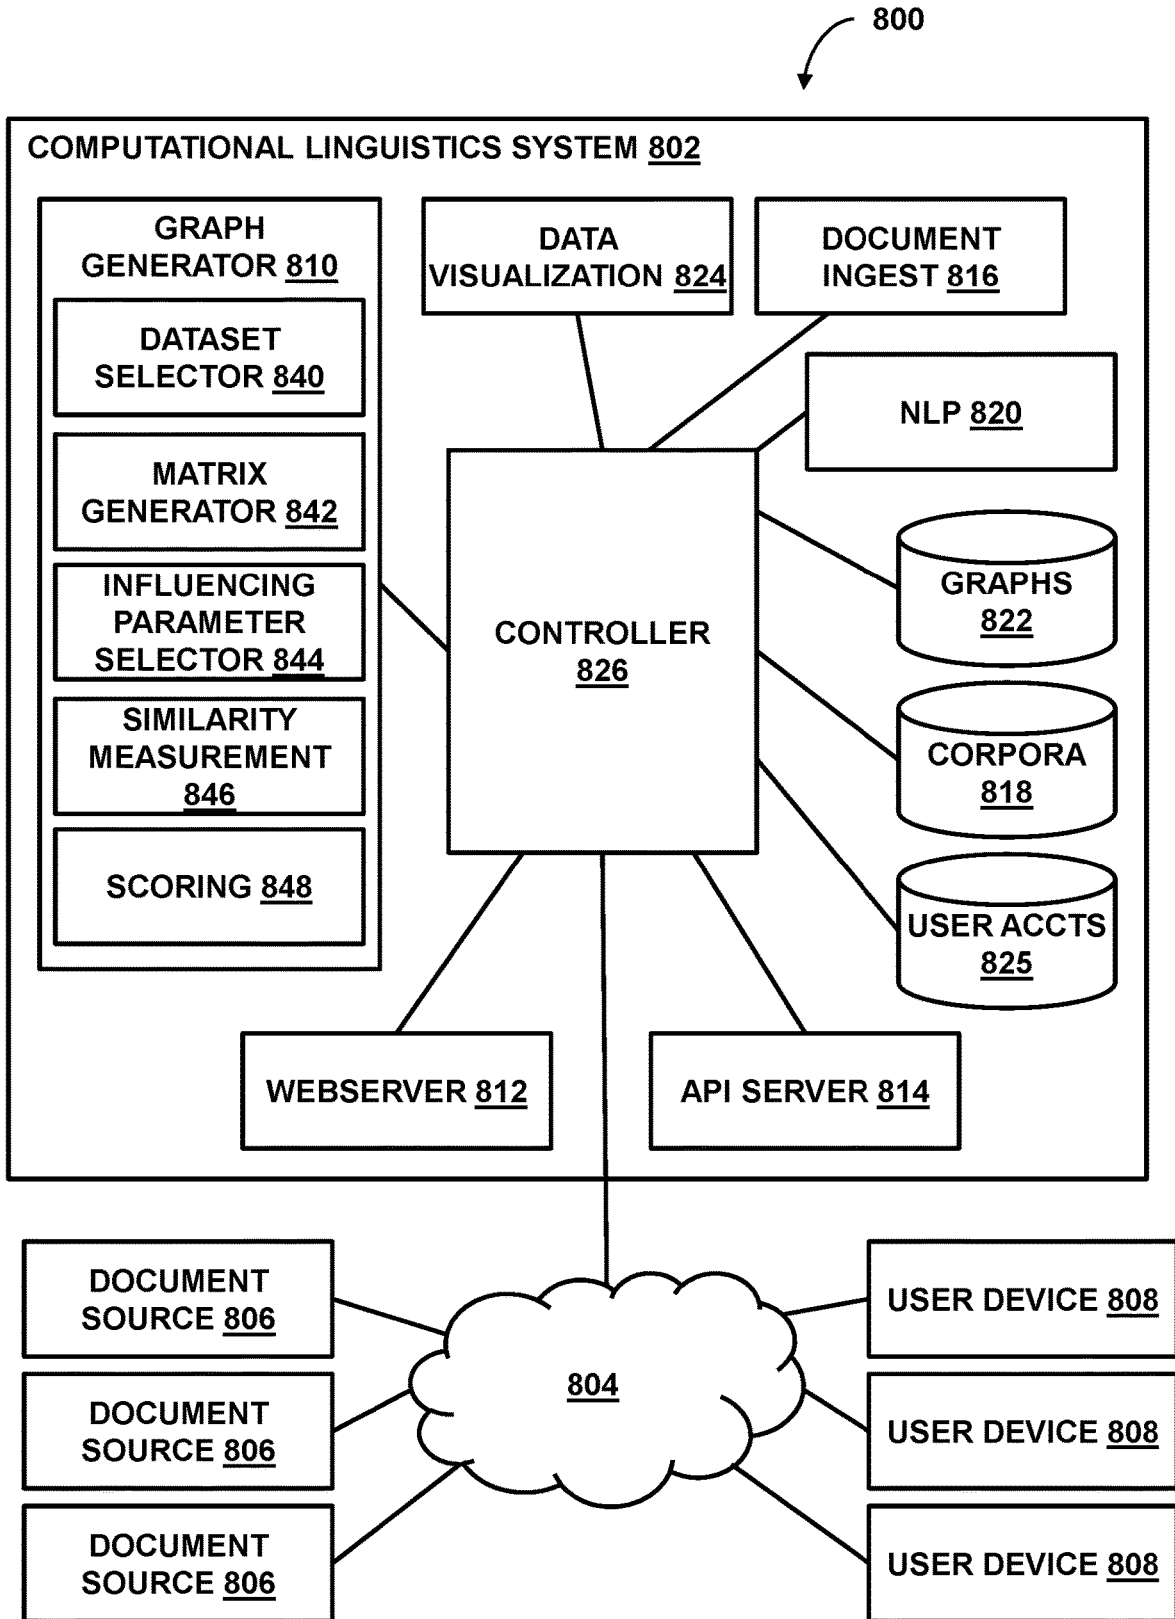 800
COMPUTATIONAL LINGUISTICS SYSTEM 802
GRAPH
GENERATOR 810
DATASET
SELECTOR 840
MATRIX
GENERATOR 842
INFLUENCING
PARAMETER
SELECTOR 844
SIMILARITY
MEASUREMENT
846
SCORING 848
DATA
VISUALIZATION 824
DOCUMENT
INGEST 816
NLP 820
CONTROLLER
826
GRAPHS
822
CORPORA
818
USER ACCTS
825
WEBSERVER 812
API SERVER 814
DOCUMENT
SOURCE 806
DOCUMENT
SOURCE 806
DOCUMENT
SOURCE 806
804
USER DEVICE 808
USER DEVICE 808
USER DEVICE 808